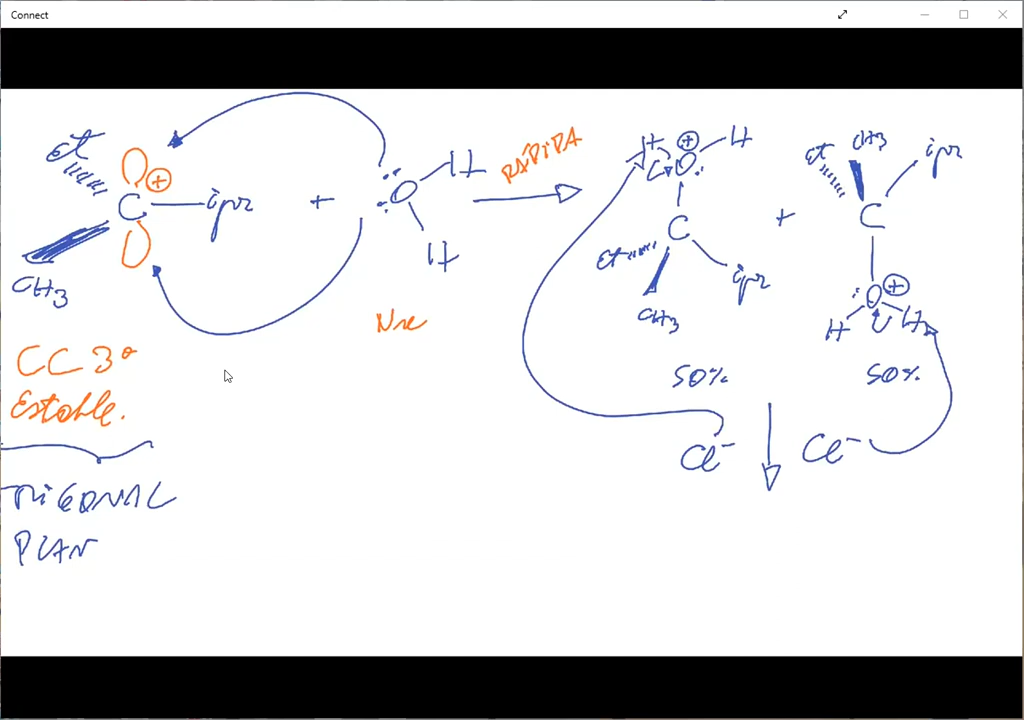 Connect
Et
C
⊕
ipr
CH3
+
:O:
H
H
RÁPIDA
Nu
CC 3°
Estable.
TRIGONAL
PLAN
H
⊕
O:
H
C
Et
CH3
ipr
50%
+
Et
CH3
ipr
C
:O
⊕
H
H
50%
Cl⁻
Cl⁻